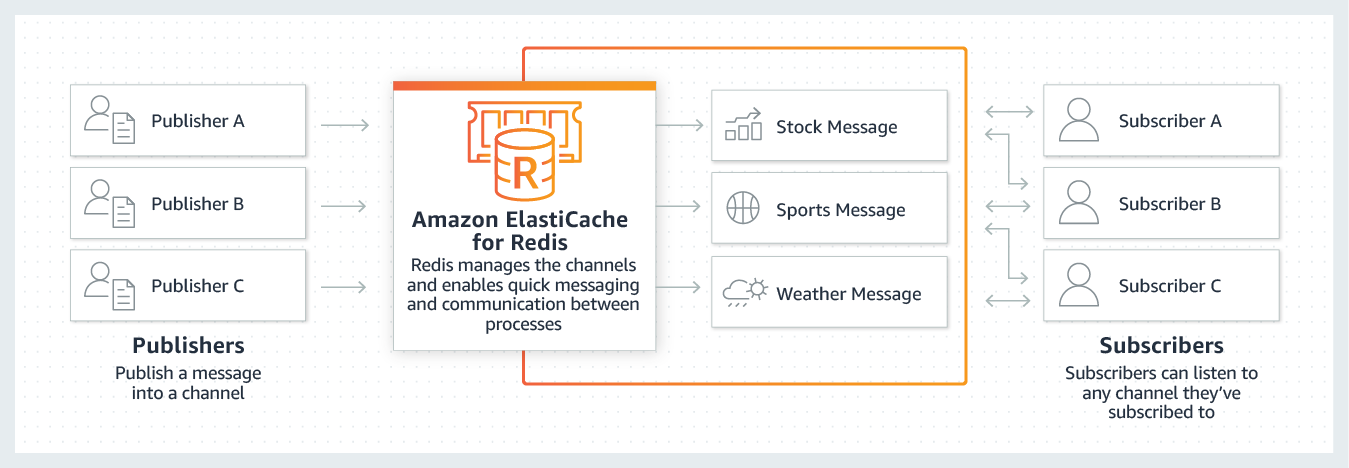 Publisher A
Publisher B
Publisher C
Publishers
Publish a message
into a channel
R
Amazon ElastiCache
for Redis
Redis manages the channels
and enables quick messaging
and communication between
processes
Stock Message
Sports Message
Weather Message
Subscriber A
Subscriber B
Subscriber C
Subscribers
Subscribers can listen to
any channel they’ve
subscribed to